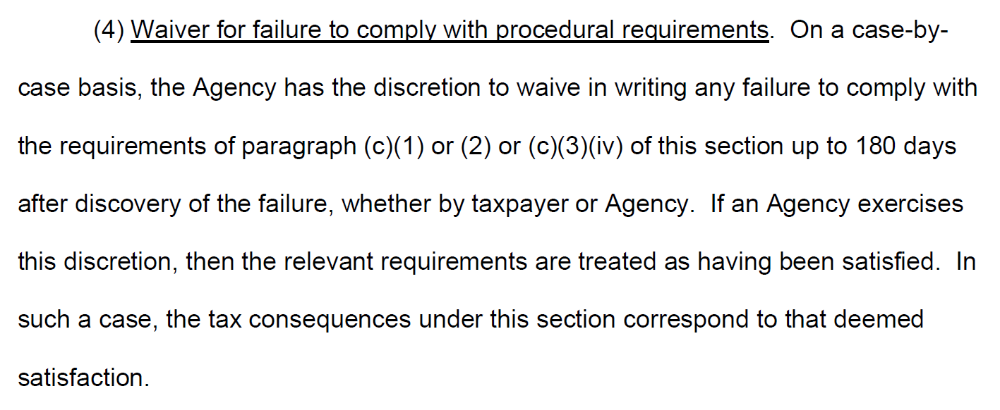 (4) Waiver for failure to comply with procedural requirements.  On a case-by-
case basis, the Agency has the discretion to waive in writing any failure to comply with
the requirements of paragraph (c)(1) or (2) or (c)(3)(iv) of this section up to 180 days
after discovery of the failure, whether by taxpayer or Agency.  If an Agency exercises
this discretion, then the relevant requirements are treated as having been satisfied.  In
such a case, the tax consequences under this section correspond to that deemed
satisfaction.